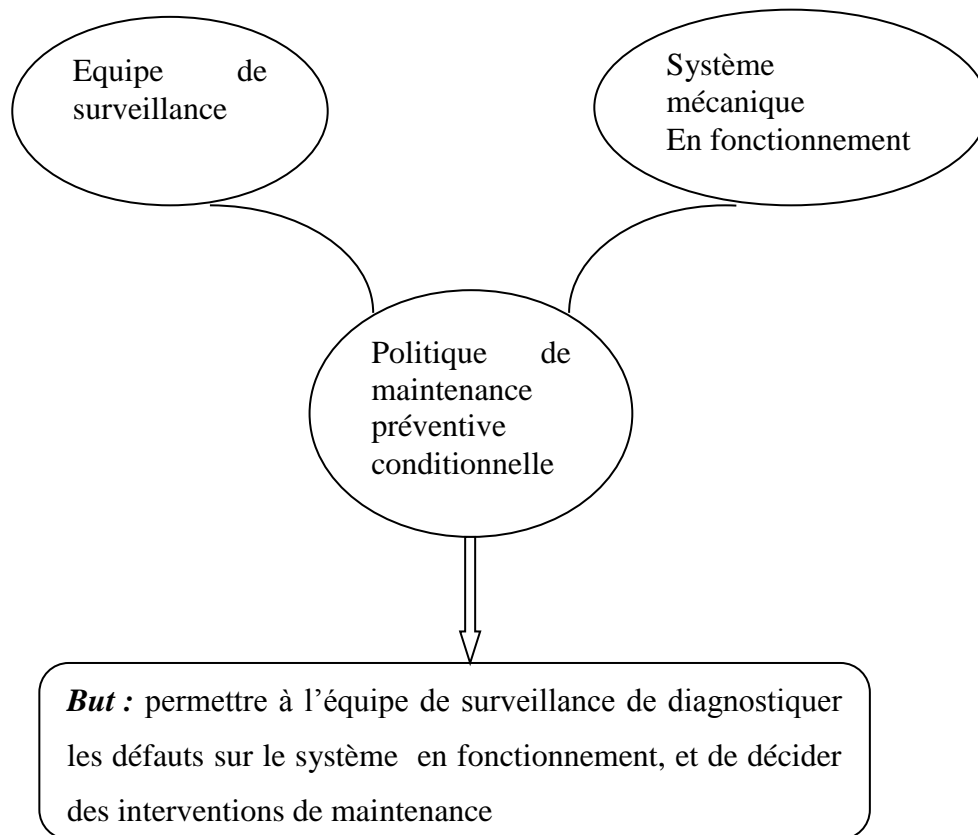 Equipe de
surveillance
Système
mécanique
En fonctionnement
Politique de
maintenance
préventive
conditionnelle
But : permettre à l’équipe de surveillance de diagnostiquer
les défauts sur le système en fonctionnement, et de décider
des interventions de maintenance